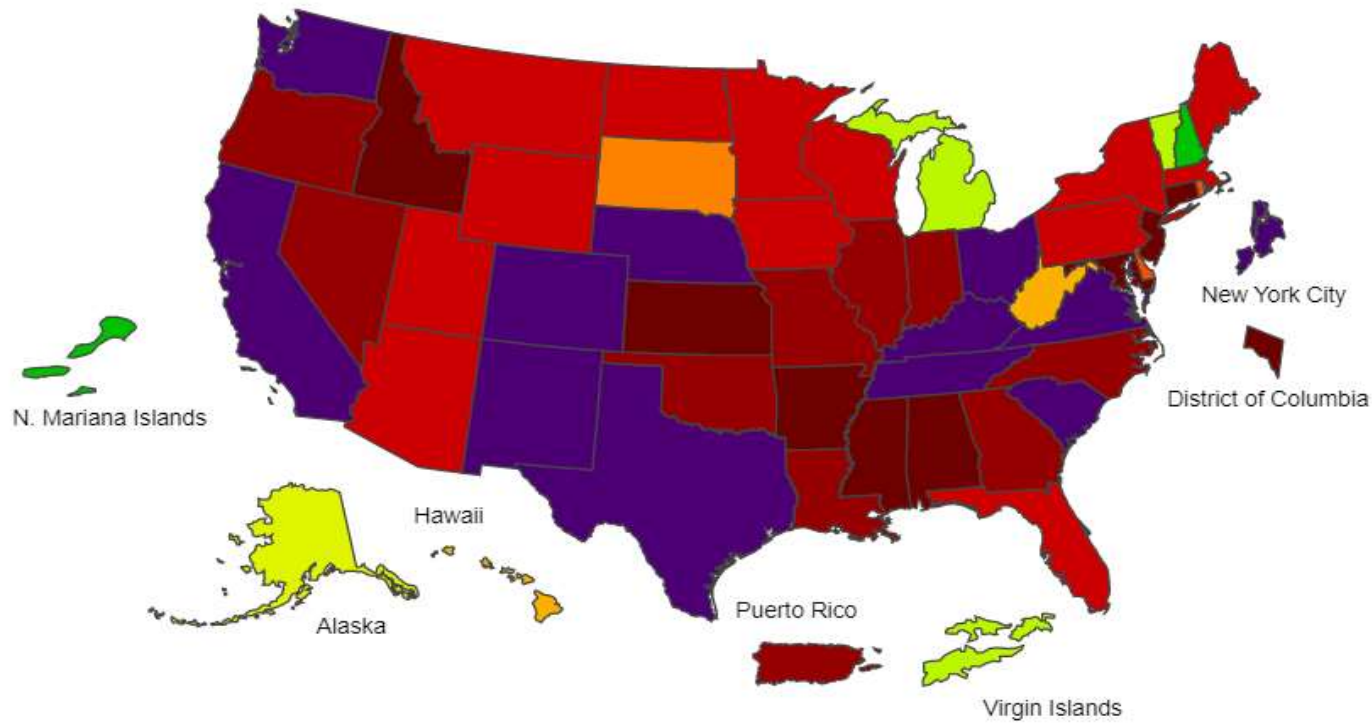 New York City
District of Columbia
N. Mariana Islands
Hawaii
Alaska
Puerto Rico
Virgin Islands